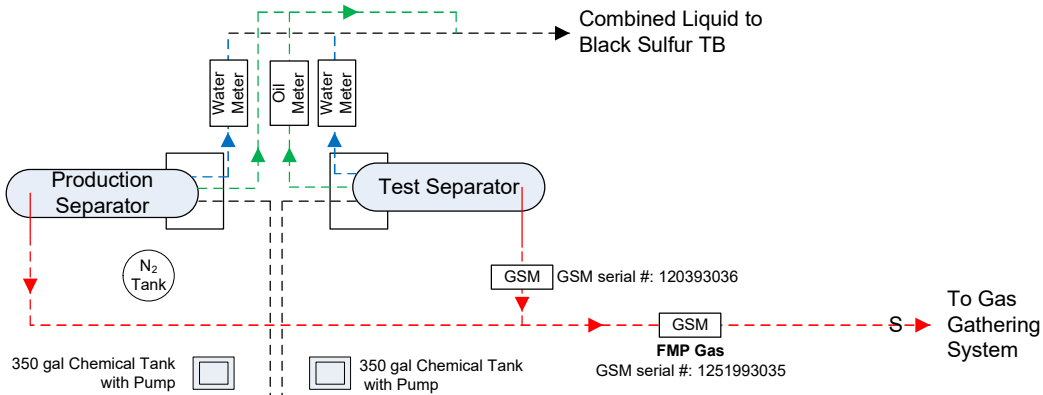 Combined Liquid to
Black Sulfur TB
Water
Meter
Oil
Meter
Water
Meter
Production
Separator
Test Separator
N2
Tank
GSM
GSM serial #: 120393036
GSM
FMP Gas
GSM serial #: 1251993035
S
To Gas
Gathering
System
350 gal Chemical Tank
with Pump
350 gal Chemical Tank
with Pump